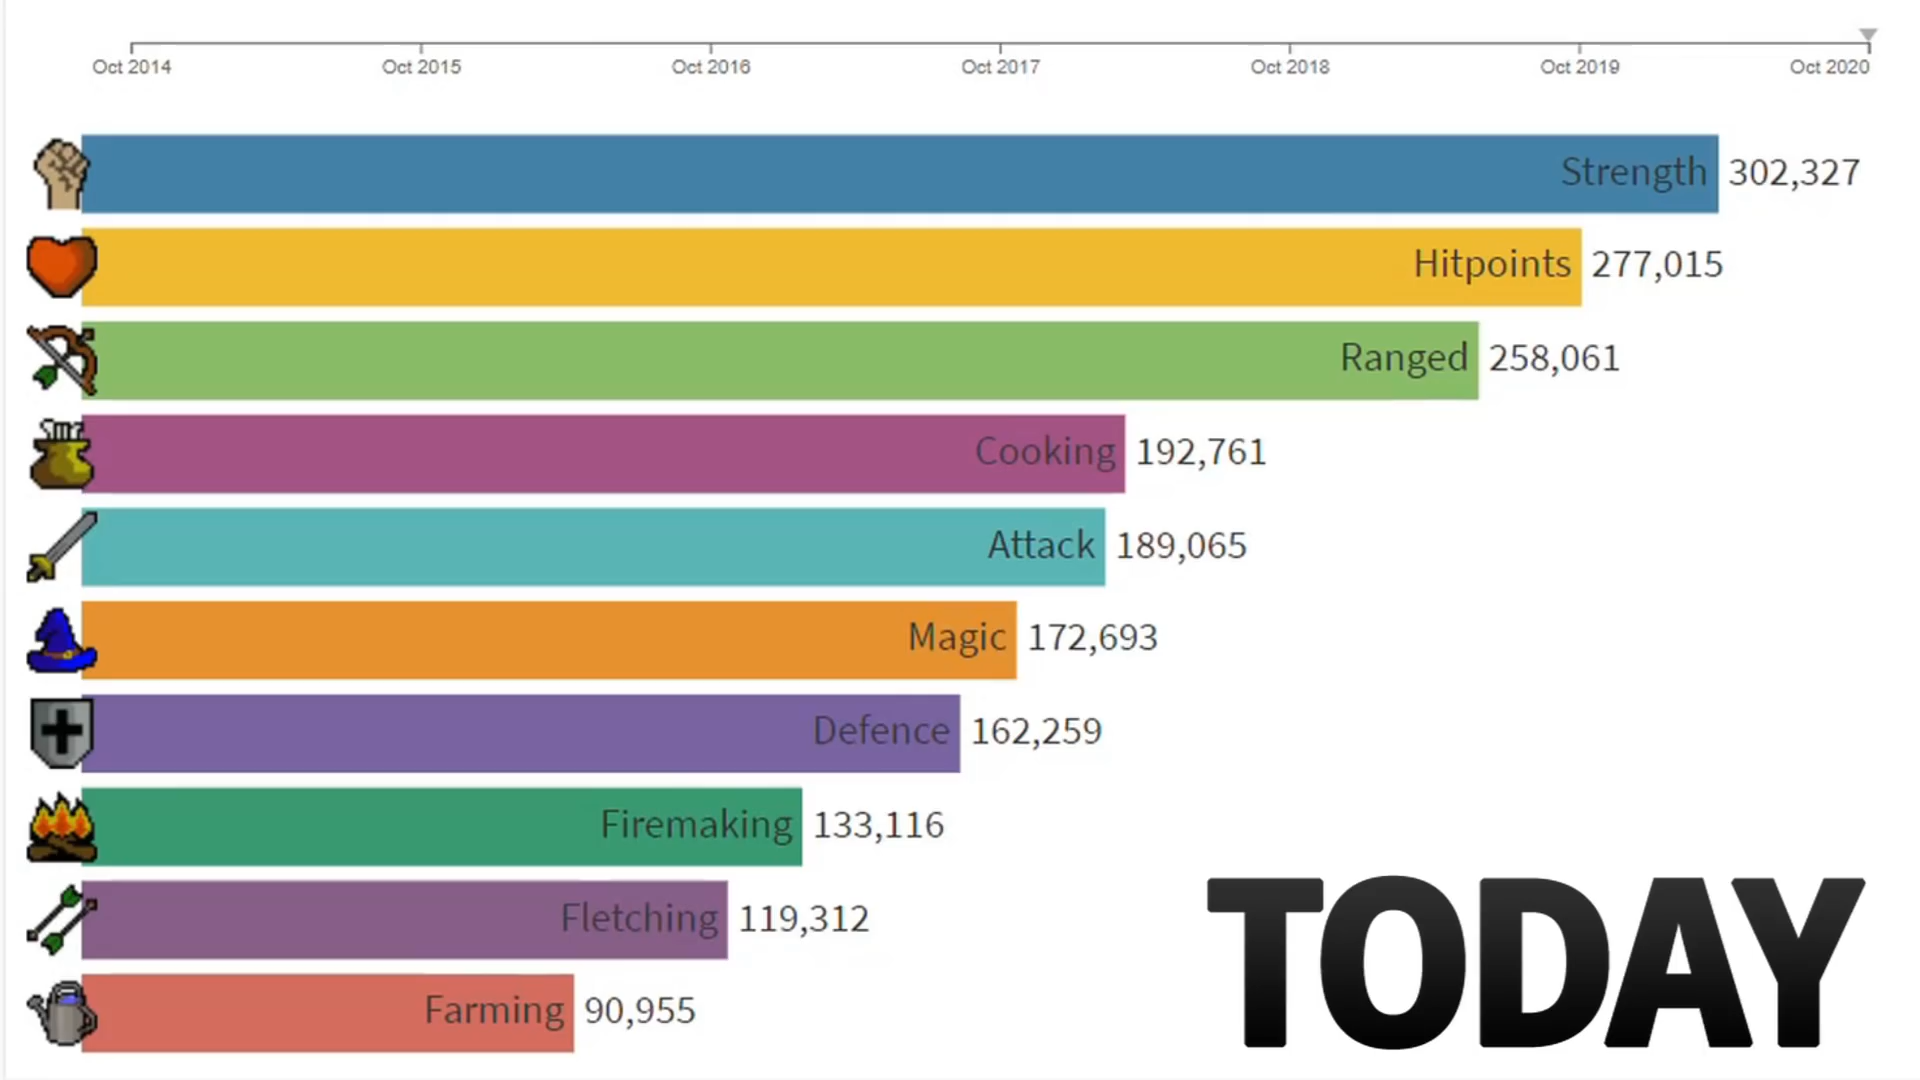 Oct 2014 Oct 2015 Oct 2016 Oct 2017 Oct 2018 Oct 2019 Oct 2020
Strength 302,327
Hitpoints 277,015
Ranged 258,061
Cooking 192,761
Attack 189,065
Magic 172,693
Defence 162,259
Firemaking 133,116
Fletching 119,312
Farming 90,955
TODAY